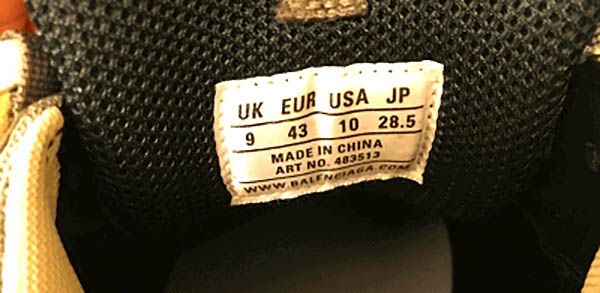 UK EUR USA JP
9 43 10 28.5
MADE IN CHINA
ART NO. 483513
WWW.BALENCIAGA.COM